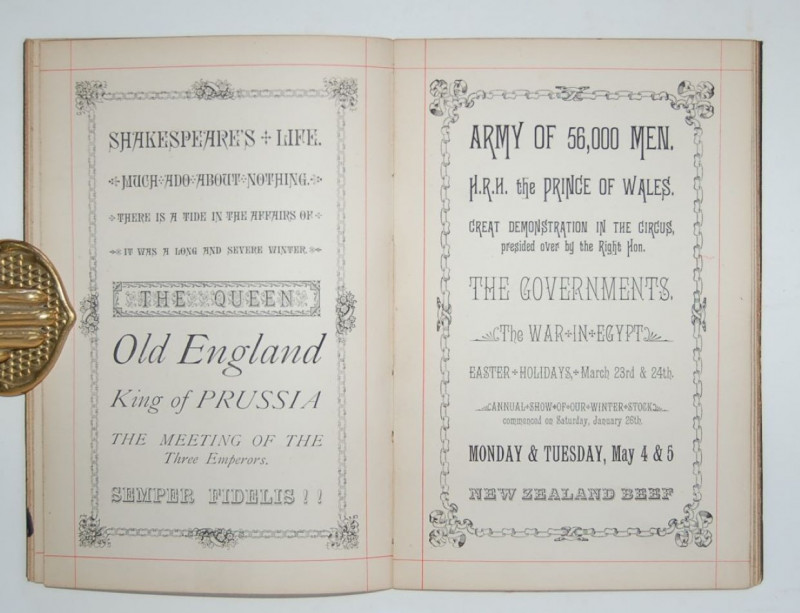 SHAKESPEARE'S ÷ LIFE.
MUCH÷ADO÷ABOUT÷NOTHING.
THERE IS A TIDE IN THE AFFAIRS OF
IT WAS A LONG AND SEVERE WINTER
THE QUEEN
Old England
King of PRUSSIA
THE MEETING OF THE
Three Emperors.
SEMPER FIDELIS ! !
ARMY OF 56,000 MEN.
H.R.H. the PRINCE OF WALES.
GREAT DEMONSTRATION IN THE CIRCUS,
presided over by the Right Hon.
THE GOVERNMENTS.
The WAR÷IN÷EGYPT
EASTER÷HOLIDAYS,÷March 23rd & 24th.
ANNUAL÷SHOW÷OF÷OUR÷WINTER÷STOCK
commenced on Saturday, January 26th.
MONDAY & TUESDAY, May 4 & 5
NEW ZEALAND BEEF